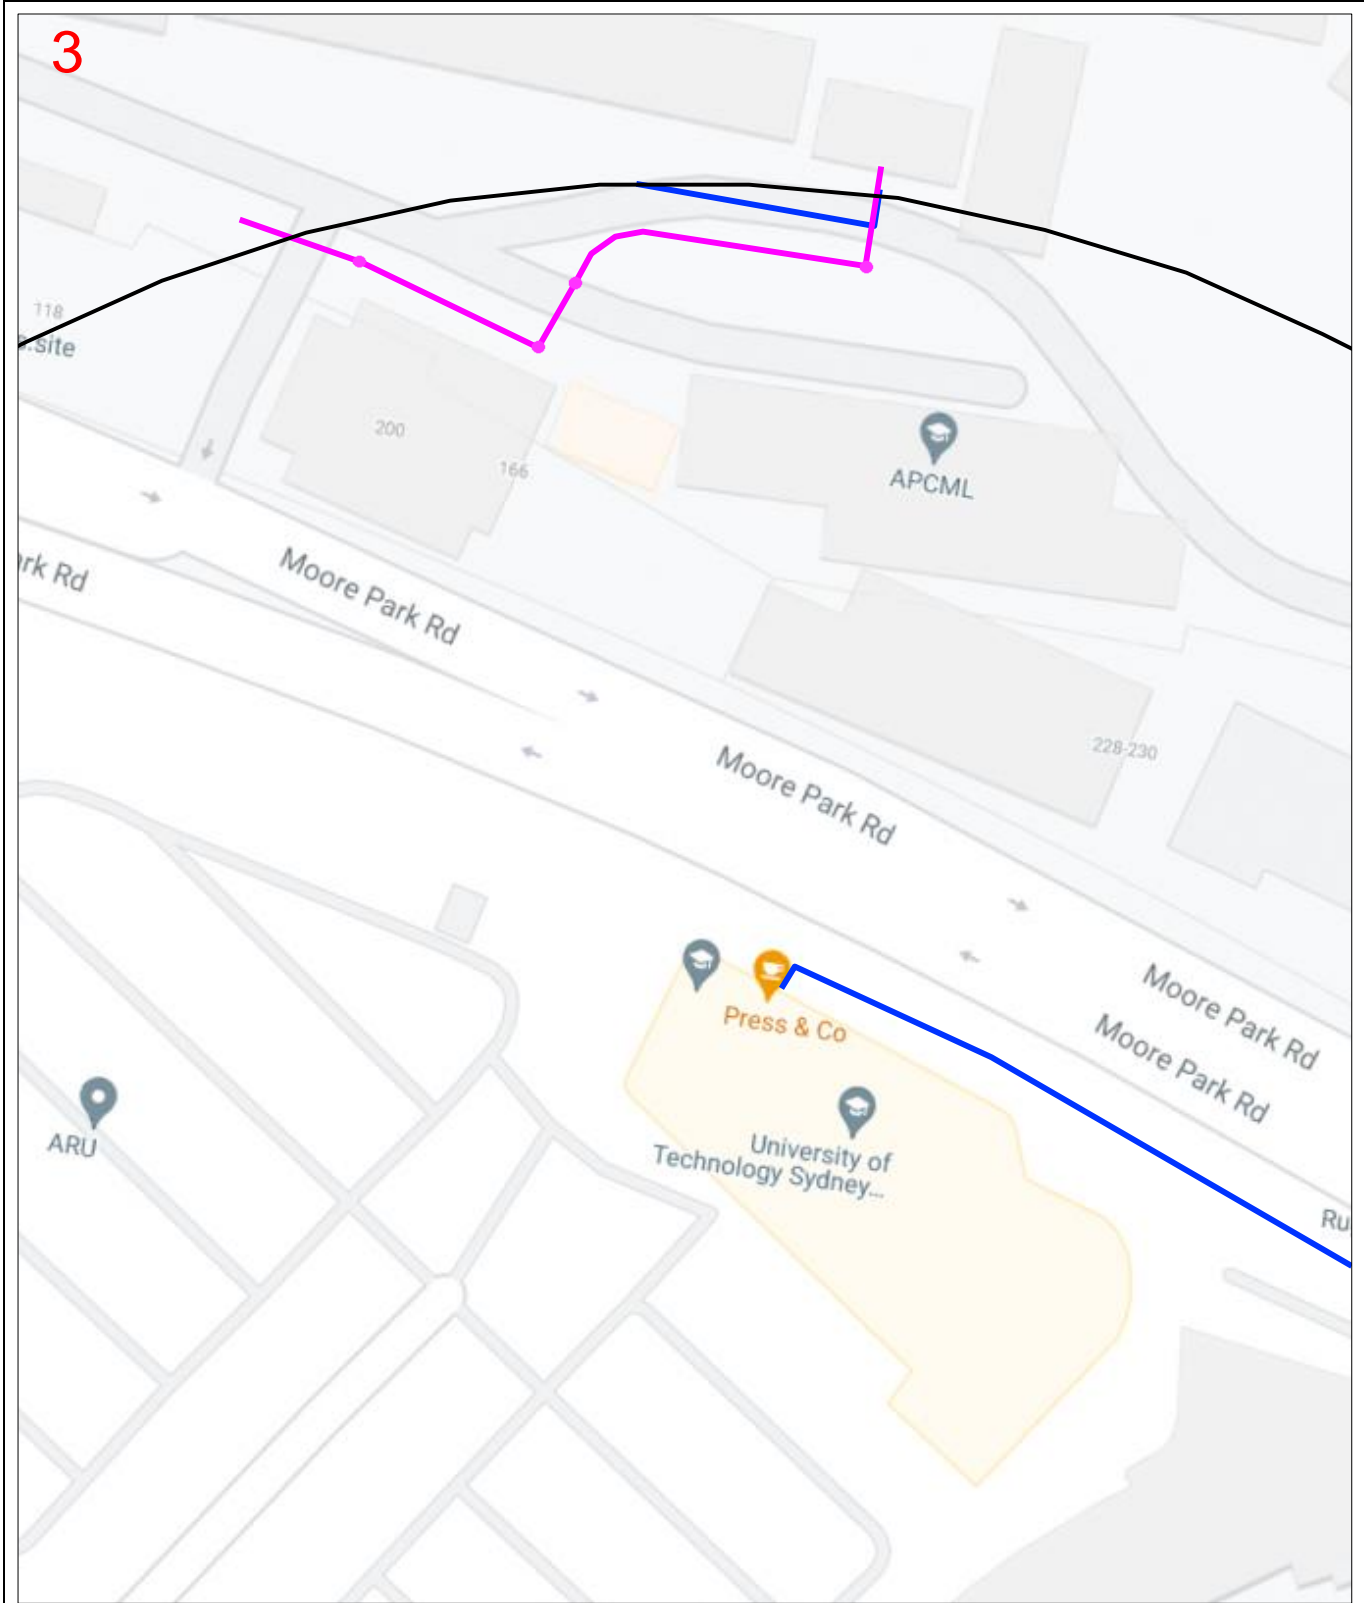 3
118
site
200
166
APCML
rk Rd
Moore Park Rd
228-230
Moore Park Rd
Moore Park Rd
Moore Park Rd
Press & Co
University of
Technology Sydney...
ARU
Ru